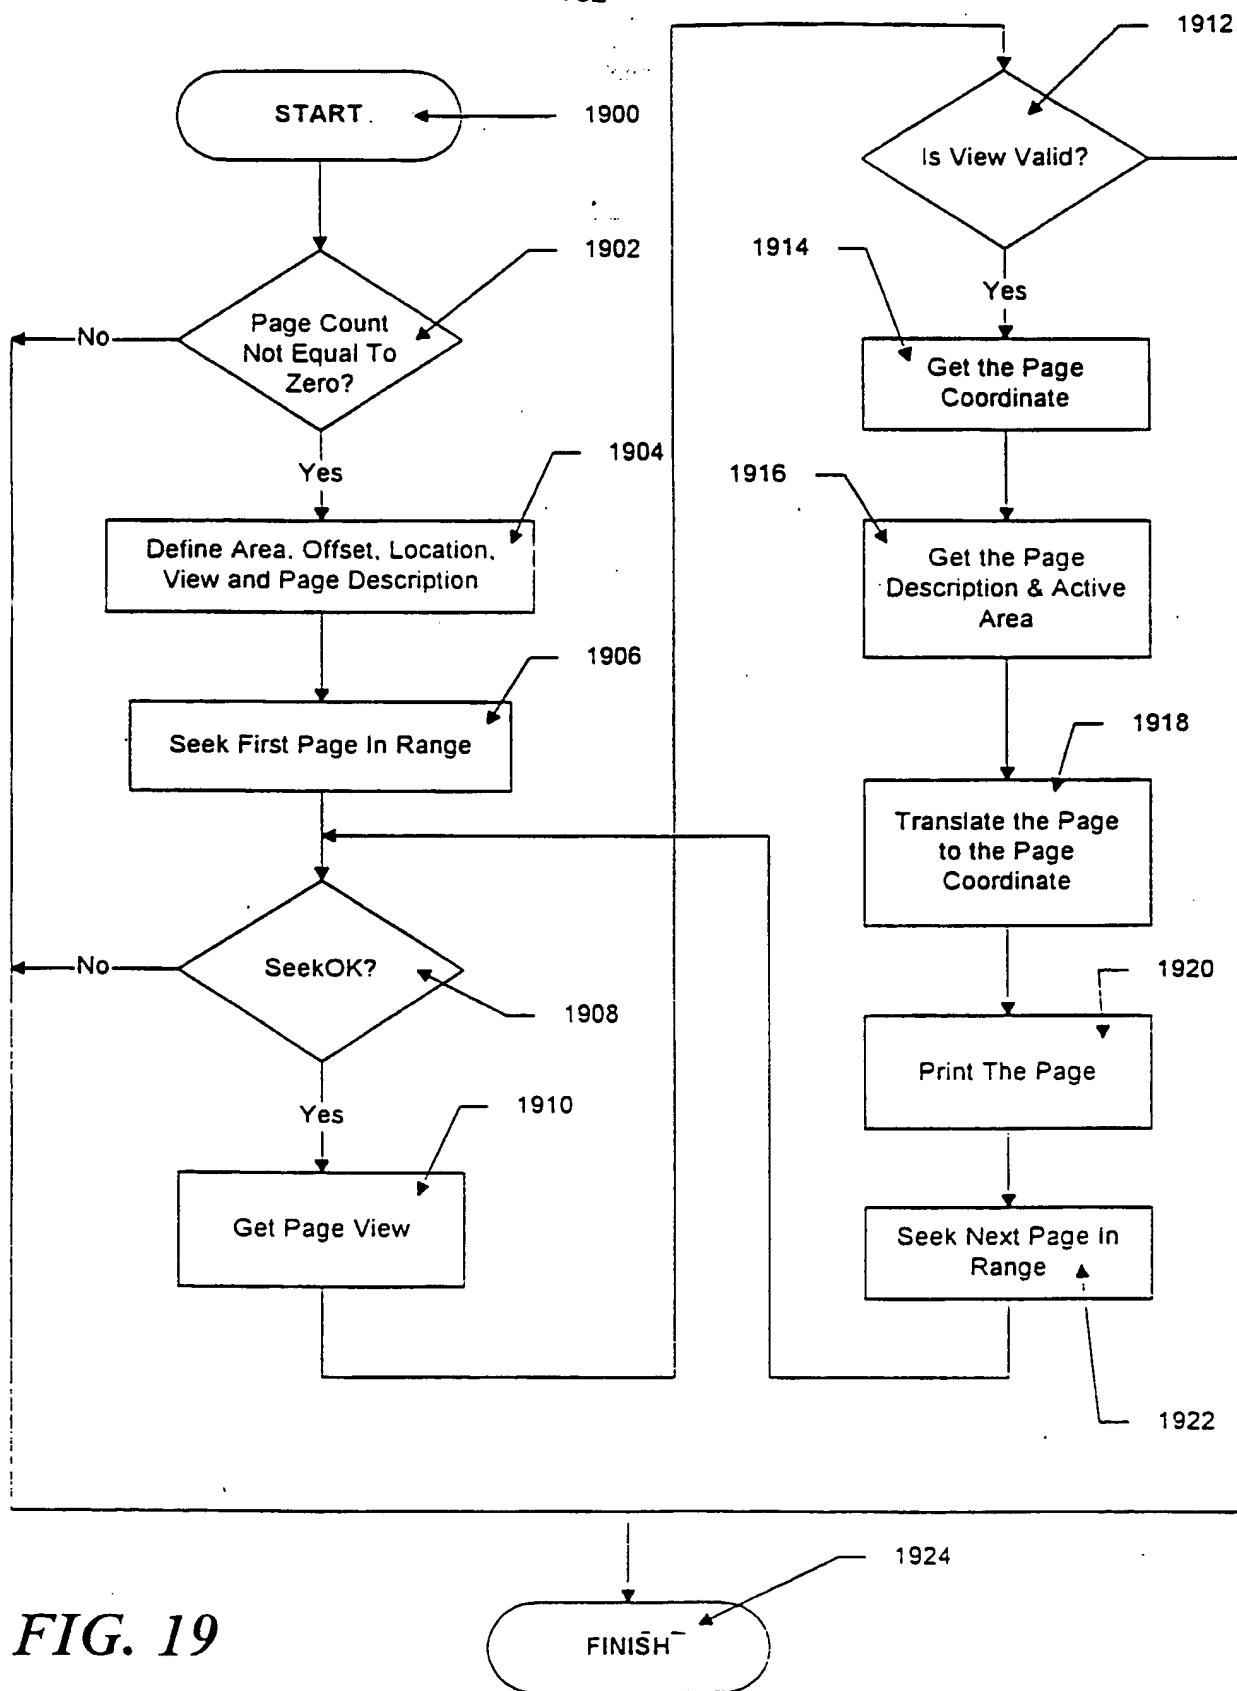 START
1900
1902
Page Count
Not Equal To
Zero?
No
Yes
1904
Define Area, Offset, Location,
View and Page Description
1906
Seek First Page In Range
SeekOK?
No
1908
Yes
1910
Get Page View
1912
Is View Valid?
1914
Yes
Get the Page
Coordinate
1916
Get the Page
Description & Active
Area
1918
Translate the Page
to the Page
Coordinate
1920
Print The Page
Seek Next Page In
Range
1922
1924
FINISH
FIG. 19